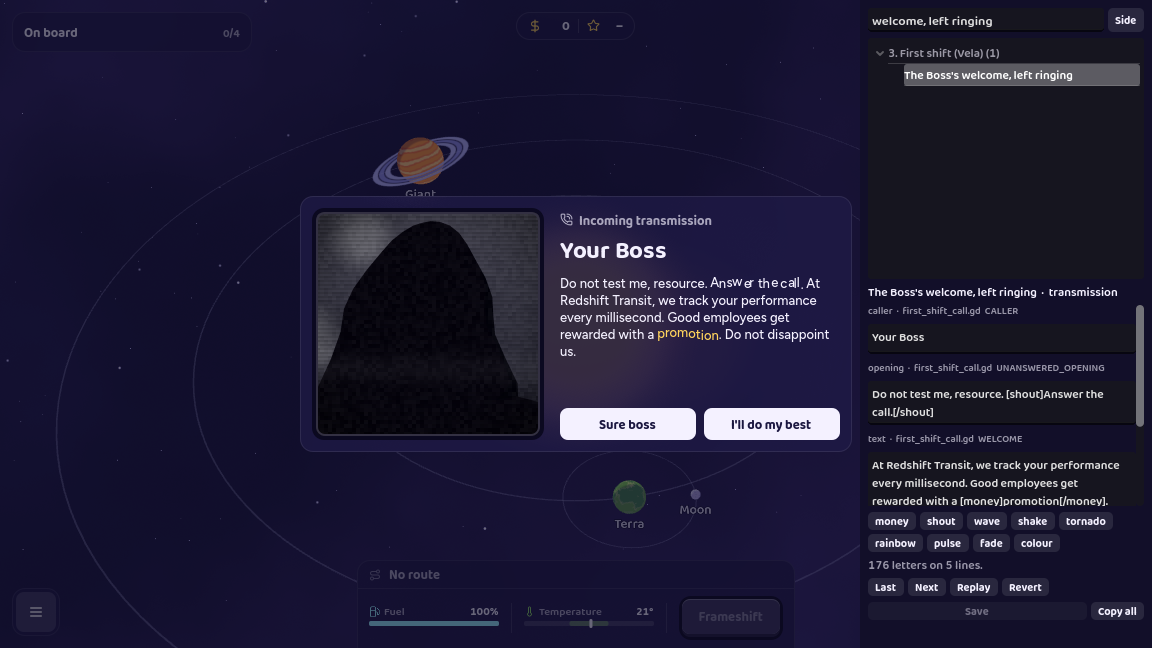 On board
0/4
$ 0 –
Giant
Incoming transmission
Your Boss
Do not test me, resource. Answer the call. At
Redshift Transit, we track your performance
every millisecond. Good employees get
rewarded with a promotion. Do not disappoint
us.
Sure boss
I'll do my best
Terra
Moon
No route
Fuel
100%
Temperature
21°
Frameshift
welcome, left ringing
Side
3. First shift (Vela) (1)
The Boss's welcome, left ringing
The Boss's welcome, left ringing · transmission
caller · first_shift_call.gd CALLER
Your Boss
opening · first_shift_call.gd UNANSWERED_OPENING
Do not test me, resource. [shout]Answer the
call.[/shout]
text · first_shift_call.gd WELCOME
At Redshift Transit, we track your performance
every millisecond. Good employees get
rewarded with a [money]promotion[/money].
money shout wave shake tornado
rainbow pulse fade colour
176 letters on 5 lines.
Last Next Replay Revert
Save
Copy all